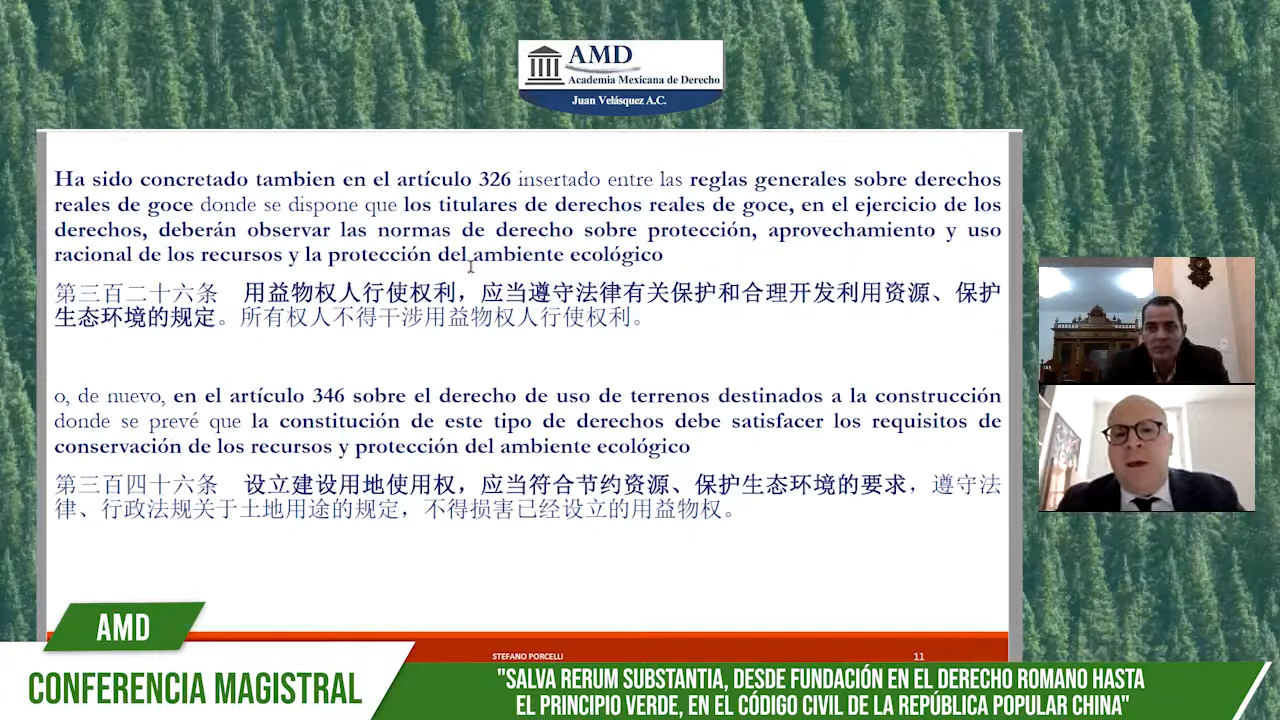 AMD
Academia Mexicana de Derecho
Juan Velásquez A.C.
Ha sido concretado tambien en el artículo 326 insertado entre las reglas generales sobre derechos
reales de goce donde se dispone que los titulares de derechos reales de goce, en el ejercicio de los
derechos, deberán observar las normas de derecho sobre protección, aprovechamiento y uso
racional de los recursos y la protección del ambiente ecológico
第三百二十六条 用益物权人行使权利，应当遵守法律有关保护和合理开发利用资源、保护
生态环境的规定。所有权人不得干涉用益物权人行使权利。
o, de nuevo, en el artículo 346 sobre el derecho de uso de terrenos destinados a la construcción
donde se prevé que la constitución de este tipo de derechos debe satisfacer los requisitos de
conservación de los recursos y protección del ambiente ecológico
第三百四十六条 设立建设用地使用权，应当符合节约资源、保护生态环境的要求，遵守法
律、行政法规关于土地用途的规定，不得损害已经设立的用益物权。
STEFANO PORCELLI
11
AMD
CONFERENCIA MAGISTRAL
"SALVA RERUM SUBSTANTIA, DESDE FUNDACIÓN EN EL DERECHO ROMANO HASTA
EL PRINCIPIO VERDE, EN EL CÓDIGO CIVIL DE LA REPÚBLICA POPULAR CHINA"